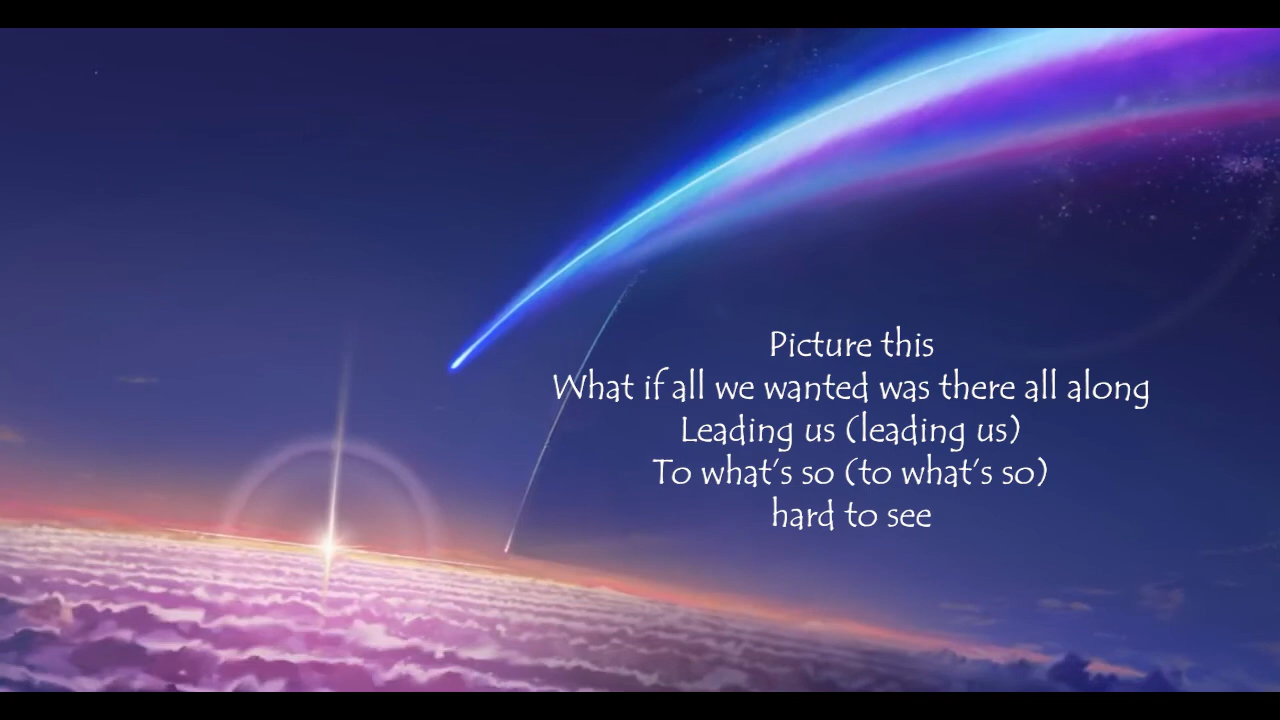 Picture this
What if all we wanted was there all along
Leading us (leading us)
To what's so (to what's so)
hard to see